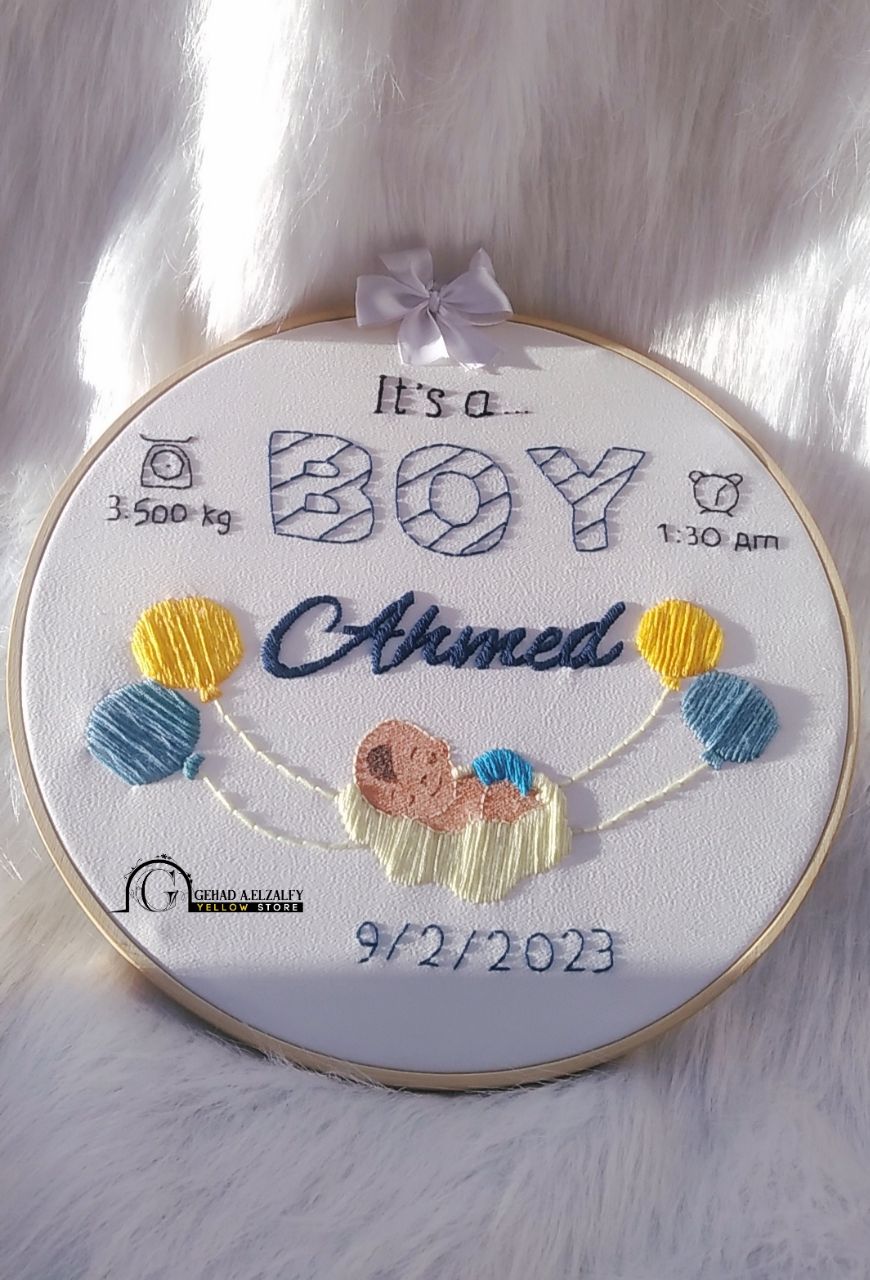 It's a...
BOY
3.500 kg
1:30 AM
Ahmed
G
GEHAD A.ELZALFY
YELLOW STORE
9/2/2023